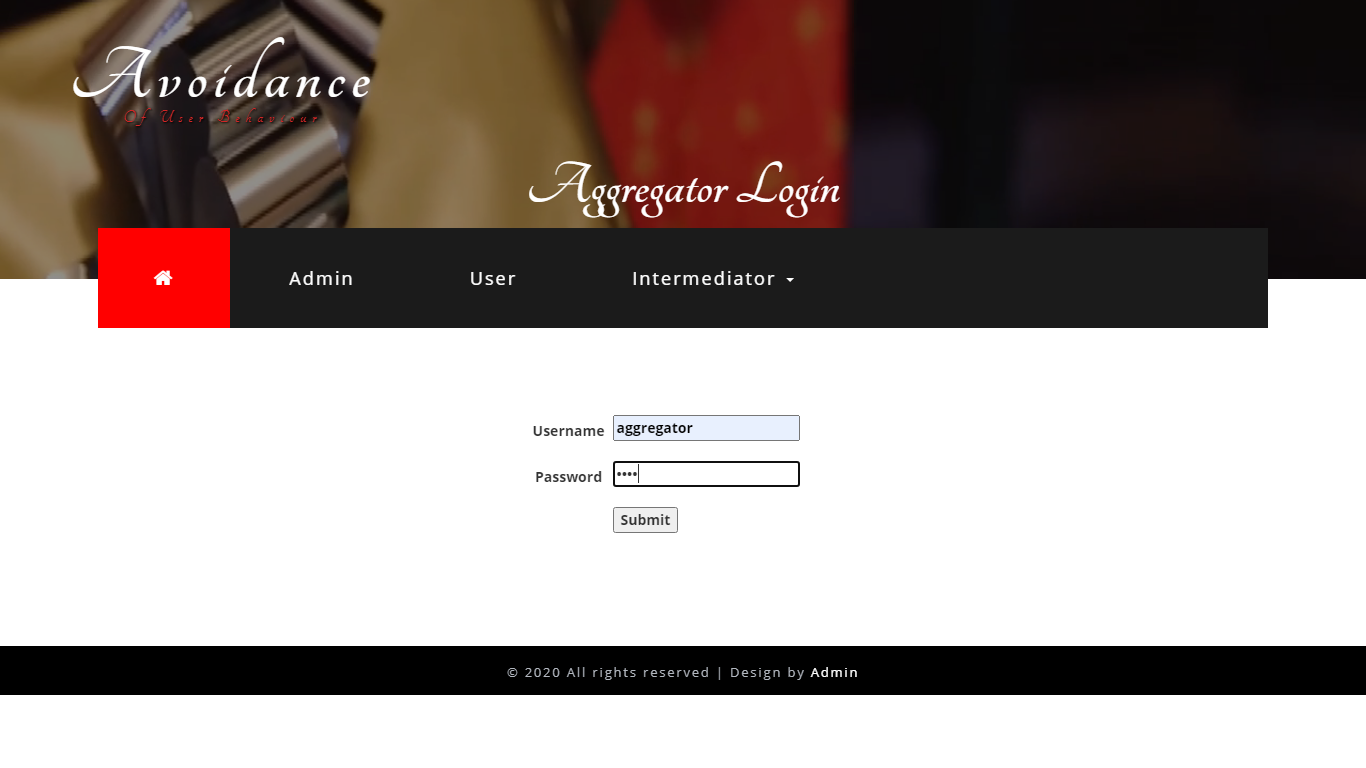 Avoidance
Of User Behaviour
Aggregator Login
Admin User Intermediator
Username aggregator
Password ••••
Submit
© 2020 All rights reserved | Design by Admin